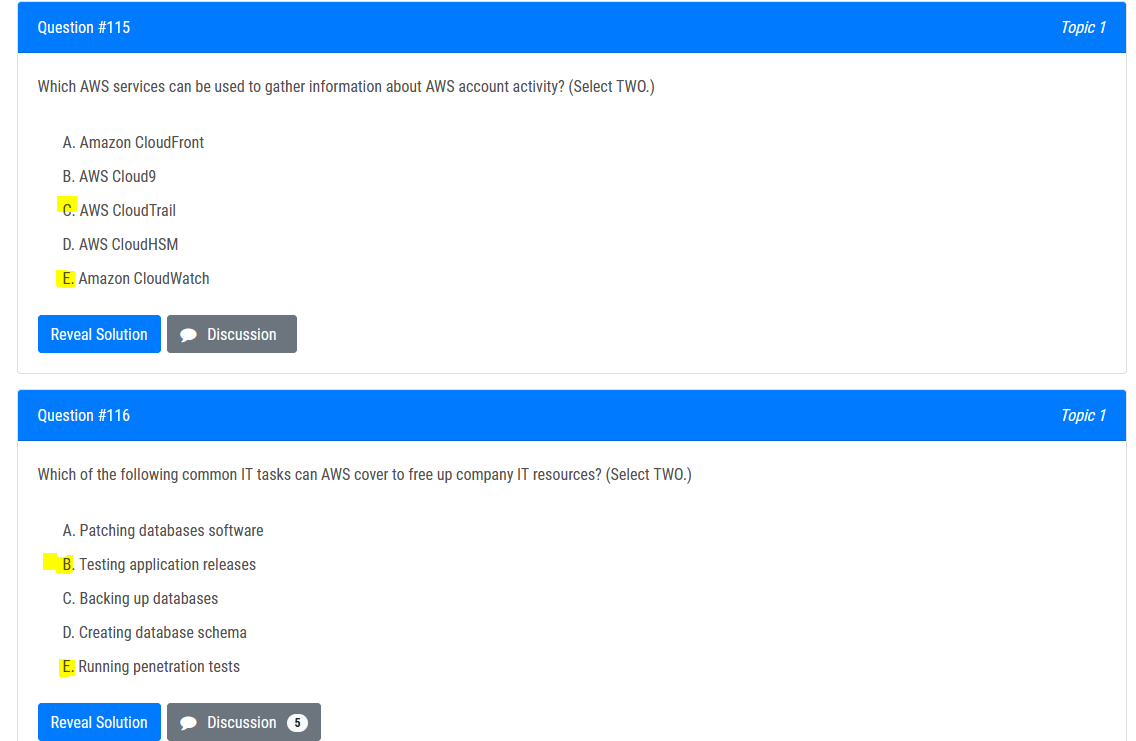 Question #115 Topic 1
Which AWS services can be used to gather information about AWS account activity? (Select TWO.)
A. Amazon CloudFront
B. AWS Cloud9
C. AWS CloudTrail
D. AWS CloudHSM
E. Amazon CloudWatch
Reveal Solution Discussion
Question #116 Topic 1
Which of the following common IT tasks can AWS cover to free up company IT resources? (Select TWO.)
A. Patching databases software
B. Testing application releases
C. Backing up databases
D. Creating database schema
E. Running penetration tests
Reveal Solution Discussion 5